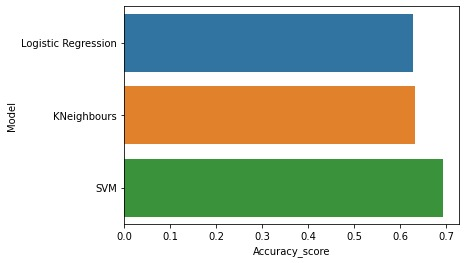 Logistic Regression
KNeighbours
SVM
Model
0.0 0.1 0.2 0.3 0.4 0.5 0.6 0.7
Accuracy_score